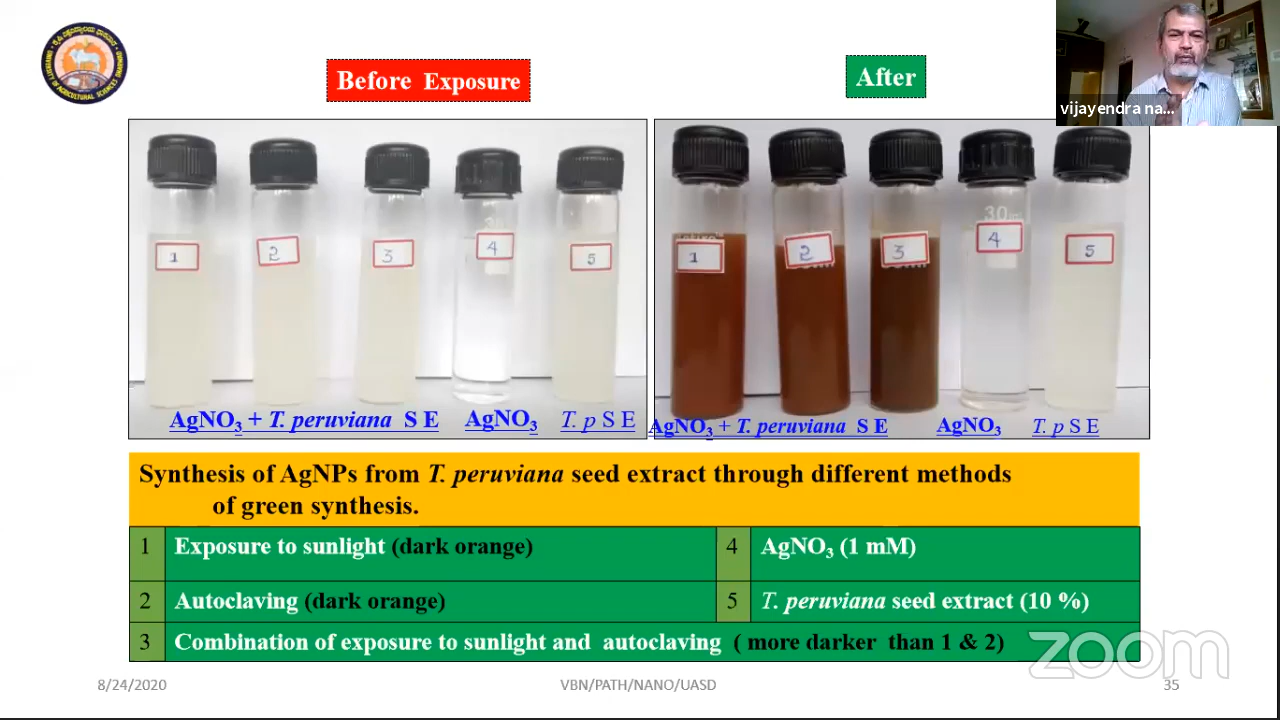 Before Exposure
After
vijayendra na...
1
2
3
4
5
1
2
3
30
4
5
AgNO₃ + T. peruviana S E
AgNO₃
T. p S E
AgNO₃ + T. peruviana S E
AgNO₃
T. p S E
Synthesis of AgNPs from T. peruviana seed extract through different methods
of green synthesis.
1 Exposure to sunlight (dark orange)
4 AgNO₃ (1 mM)
2 Autoclaving (dark orange)
5 T. peruviana seed extract (10 %)
3 Combination of exposure to sunlight and autoclaving ( more darker than 1 & 2)
zoom
8/24/2020
VBN/PATH/NANO/UASD
35